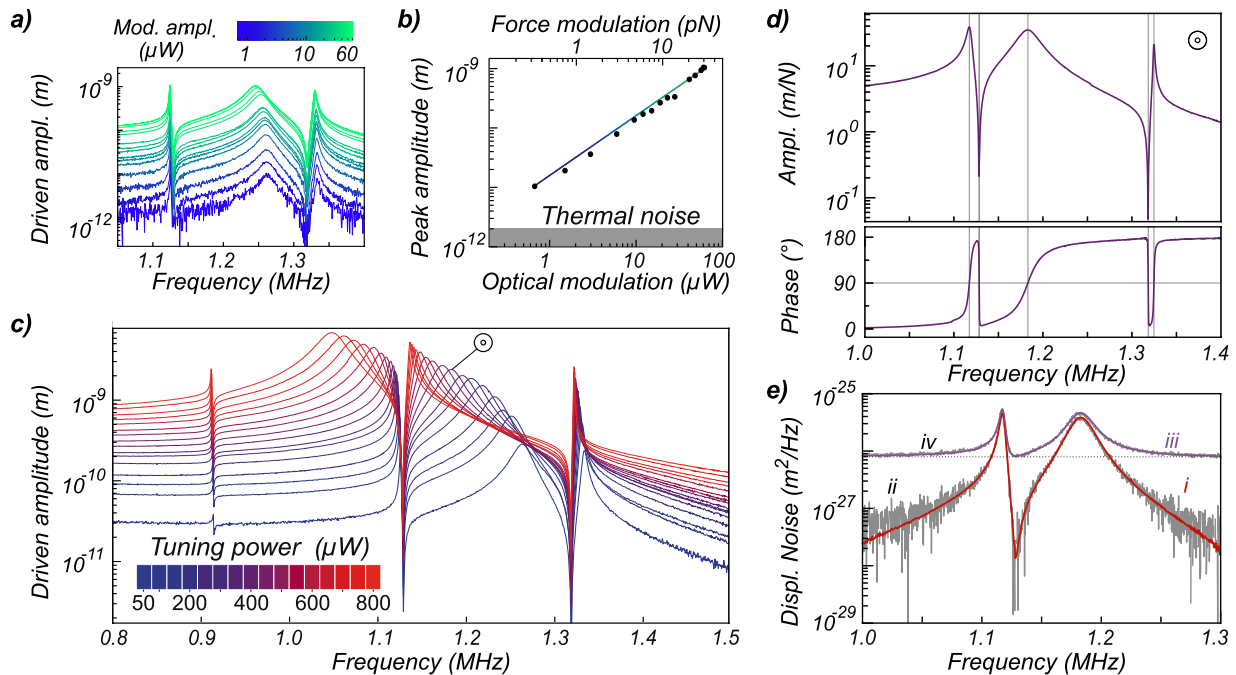 a)
Mod. ampl.
(μW)
1 10 60
Driven ampl. (m)
10⁻⁹
10⁻¹²
1.1 1.2 1.3
Frequency (MHz)
b)
Force modulation (pN)
1 10
Peak amplitude (m)
10⁻⁹
10⁻¹²
Thermal noise
1 10 100
Optical modulation (μW)
c)
Driven amplitude (m)
10⁻⁹
10⁻¹⁰
10⁻¹¹
Tuning power (μW)
50 200 400 600 800
0.8 0.9 1.0 1.1 1.2 1.3 1.4 1.5
Frequency (MHz)
d)
Ampl. (m/N)
10¹
10⁰
10⁻¹
Phase (°)
180
90
0
1.0 1.1 1.2 1.3 1.4
Frequency (MHz)
e)
Displ. Noise (m²/Hz)
10⁻²⁵
10⁻²⁷
10⁻²⁹
iv
iii
ii
i
1.0 1.1 1.2 1.3
Frequency (MHz)